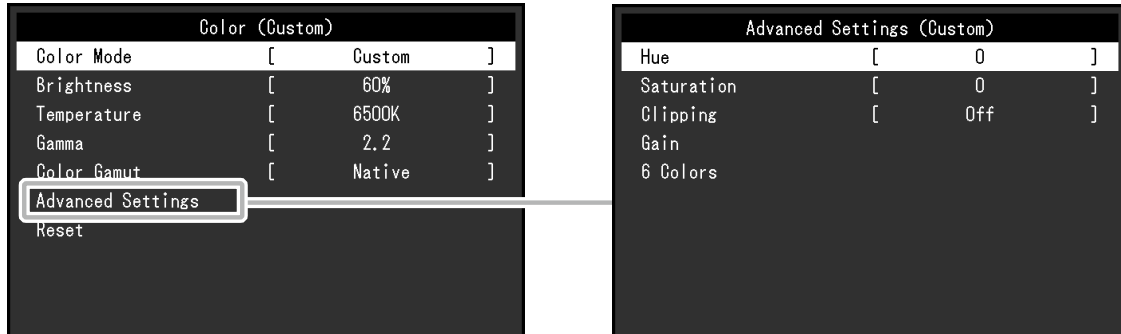 Color (Custom)
Color Mode [ Custom ]
Brightness [ 60% ]
Temperature [ 6500K ]
Gamma [ 2.2 ]
Color Gamut [ Native ]
Advanced Settings
Reset
Advanced Settings (Custom)
Hue [ 0 ]
Saturation [ 0 ]
Clipping [ Off ]
Gain
6 Colors